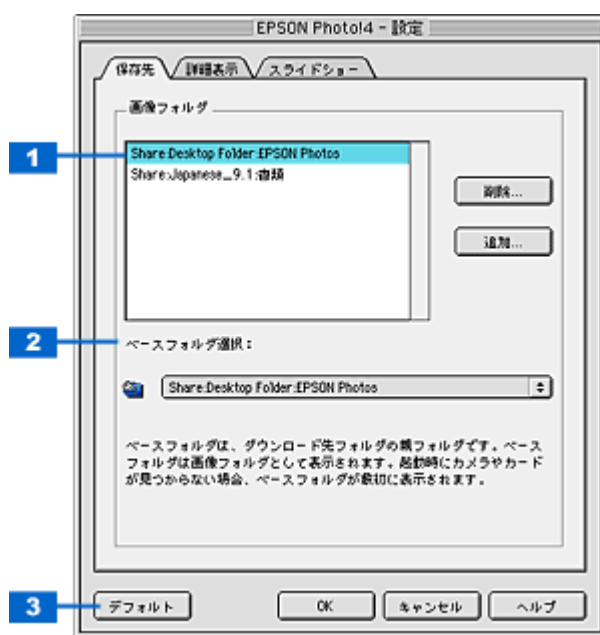 EPSON Photo!4 - 設定
保存先 詳細表示 スライドショー
画像フォルダ
1
Share:Desktop Folder:EPSON Photos
Share:Japanese_9.1:書類
削除...
追加...
2
ベースフォルダ選択：
Share:Desktop Folder:EPSON Photos
ベースフォルダは、ダウンロード先フォルダの親フォルダです。ベース
フォルダは画像フォルダとして表示されます。起動時にカメラやカード
が見つからない場合、ベースフォルダが最初に表示されます。
3
デフォルト OK キャンセル ヘルプ